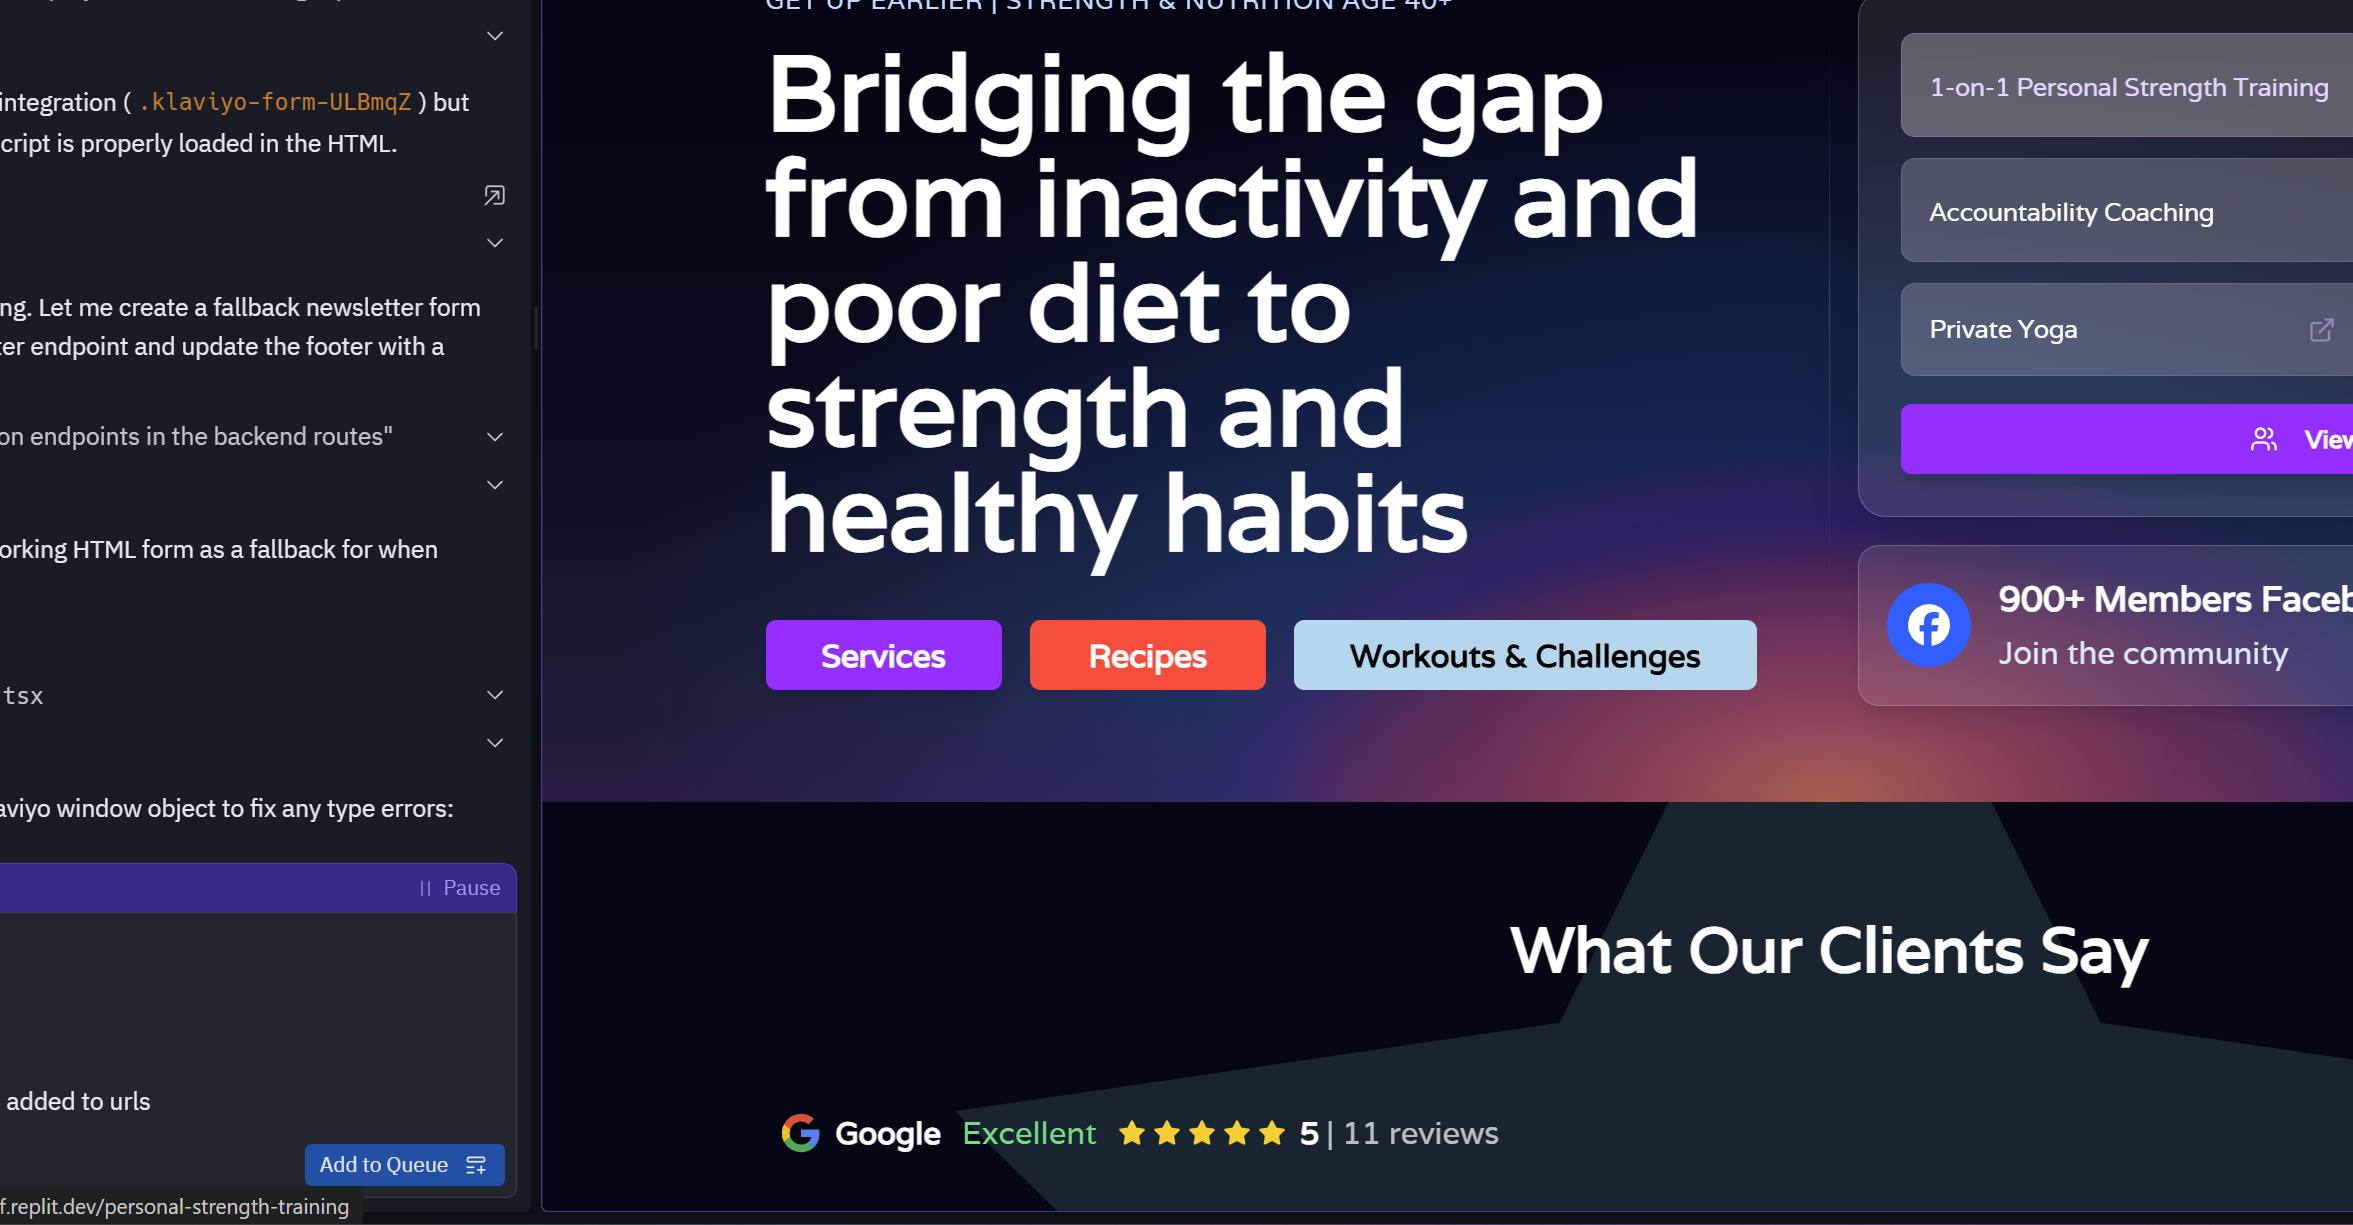 integration ( .klaviyo-form-ULBmqZ ) but
cript is properly loaded in the HTML.
ng. Let me create a fallback newsletter form
er endpoint and update the footer with a
on endpoints in the backend routes"
orking HTML form as a fallback for when
tsx
aviyo window object to fix any type errors:
Pause
added to urls
Add to Queue
f.replit.dev/personal-strength-training
GET UP EARLIER | STRENGTH & NUTRITION AGE 40+
Bridging the gap
from inactivity and
poor diet to
strength and
healthy habits
Services
Recipes
Workouts & Challenges
1-on-1 Personal Strength Training
Accountability Coaching
Private Yoga
View
900+ Members Faceb
Join the community
What Our Clients Say
Google Excellent 5 | 11 reviews